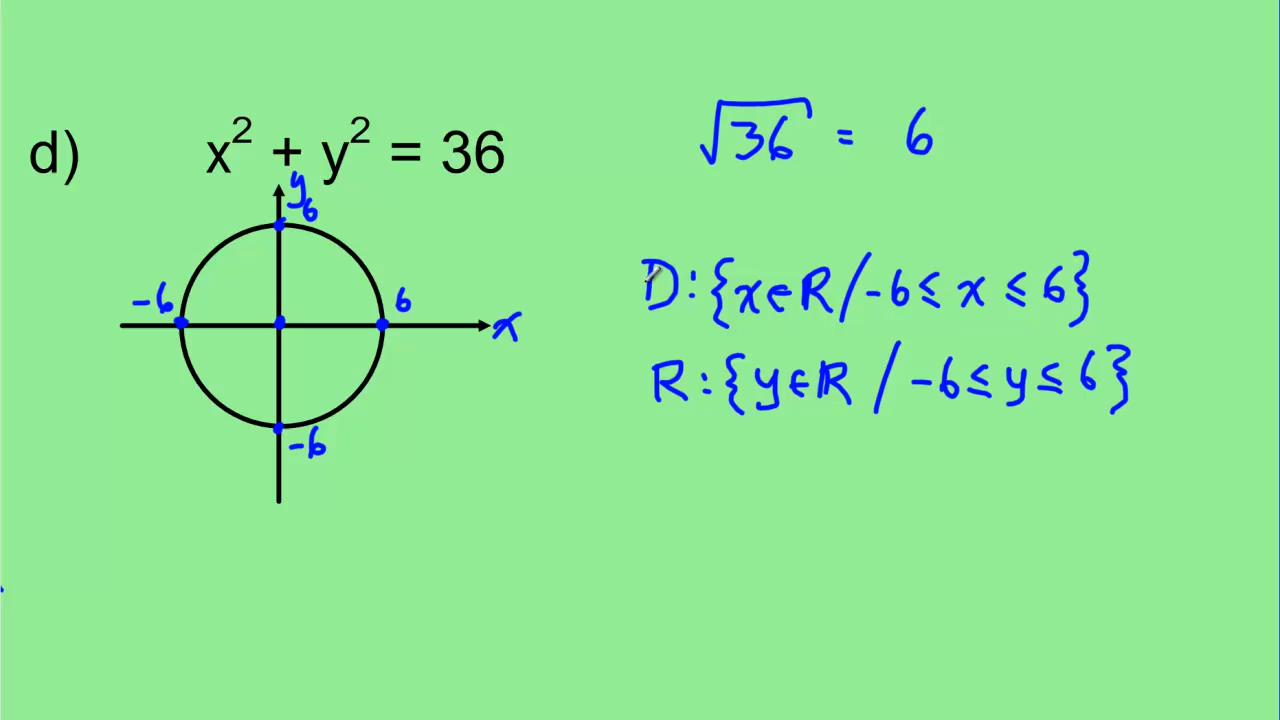 d) x² + y² = 36
√36 = 6
y
6
-6
6
x
-6
D: {x ∈ R / -6 ≤ x ≤ 6}
R: {y ∈ R / -6 ≤ y ≤ 6}